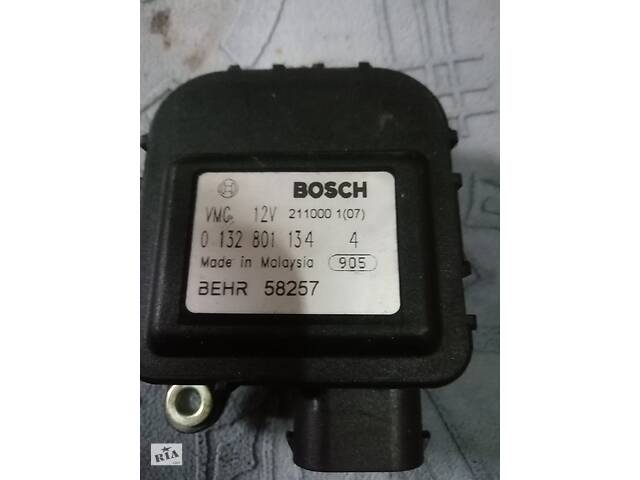 BOSCH
VMC 12V 211000 1(07)
0 132 801 134 4
Made in Malaysia 905
BEHR 58257
RIA